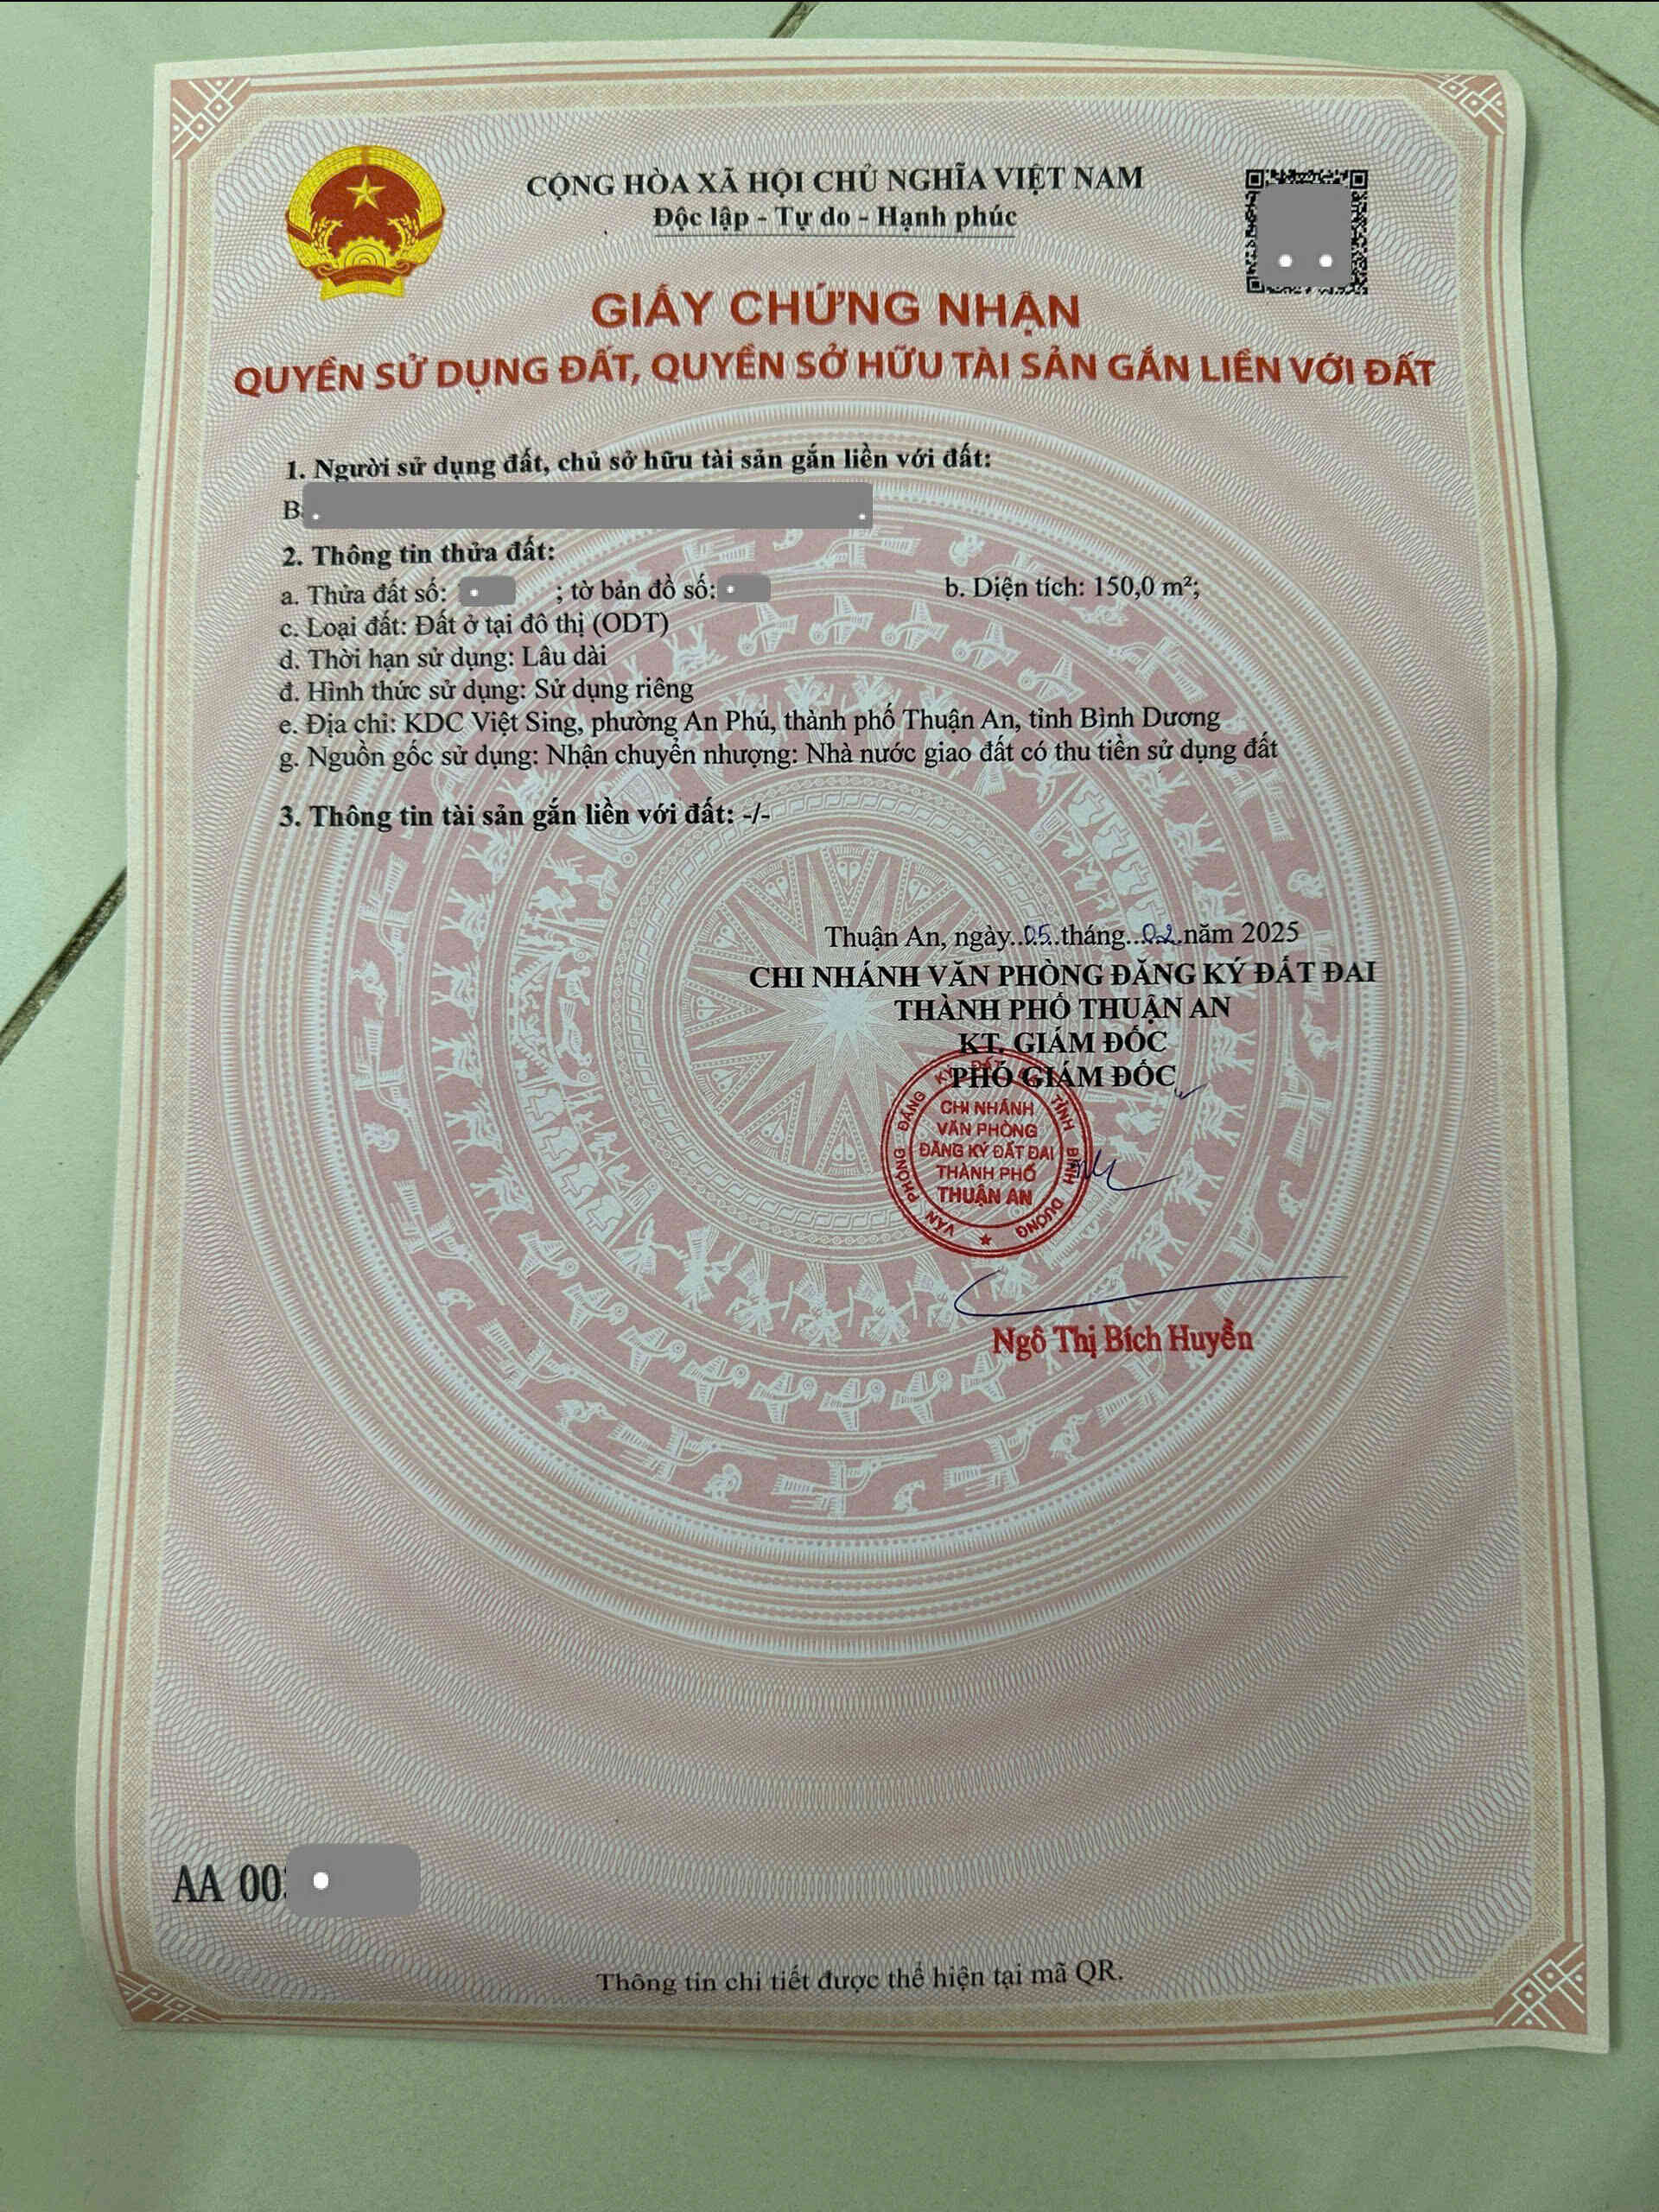 CỘNG HÒA XÃ HỘI CHỦ NGHĨA VIỆT NAM
Độc lập - Tự do - Hạnh phúc
GIẤY CHỨNG NHẬN
QUYỀN SỬ DỤNG ĐẤT, QUYỀN SỞ HỮU TÀI SẢN GẮN LIỀN VỚI ĐẤT
1. Người sử dụng đất, chủ sở hữu tài sản gắn liền với đất:
B
2. Thông tin thửa đất:
a. Thửa đất số: ; tờ bản đồ số: b. Diện tích: 150,0 m²;
c. Loại đất: Đất ở tại đô thị (ODT)
d. Thời hạn sử dụng: Lâu dài
đ. Hình thức sử dụng: Sử dụng riêng
e. Địa chỉ: KDC Việt Sing, phường An Phú, thành phố Thuận An, tỉnh Bình Dương
g. Nguồn gốc sử dụng: Nhận chuyển nhượng: Nhà nước giao đất có thu tiền sử dụng đất
3. Thông tin tài sản gắn liền với đất: -/-
Thuận An, ngày..05..tháng...02.năm 2025
CHI NHÁNH VĂN PHÒNG ĐĂNG KÝ ĐẤT ĐAI
THÀNH PHỐ THUẬN AN
KT. GIÁM ĐỐC
PHÓ GIÁM ĐỐC
VĂN PHÒNG ĐĂNG KÝ ĐẤT TỈNH BÌNH DƯƠNG
CHI NHÁNH
VĂN PHÒNG
ĐĂNG KÝ ĐẤT ĐAI
THÀNH PHỐ
THUẬN AN
Ngô Thị Bích Huyền
AA 00
Thông tin chi tiết được thể hiện tại mã QR.